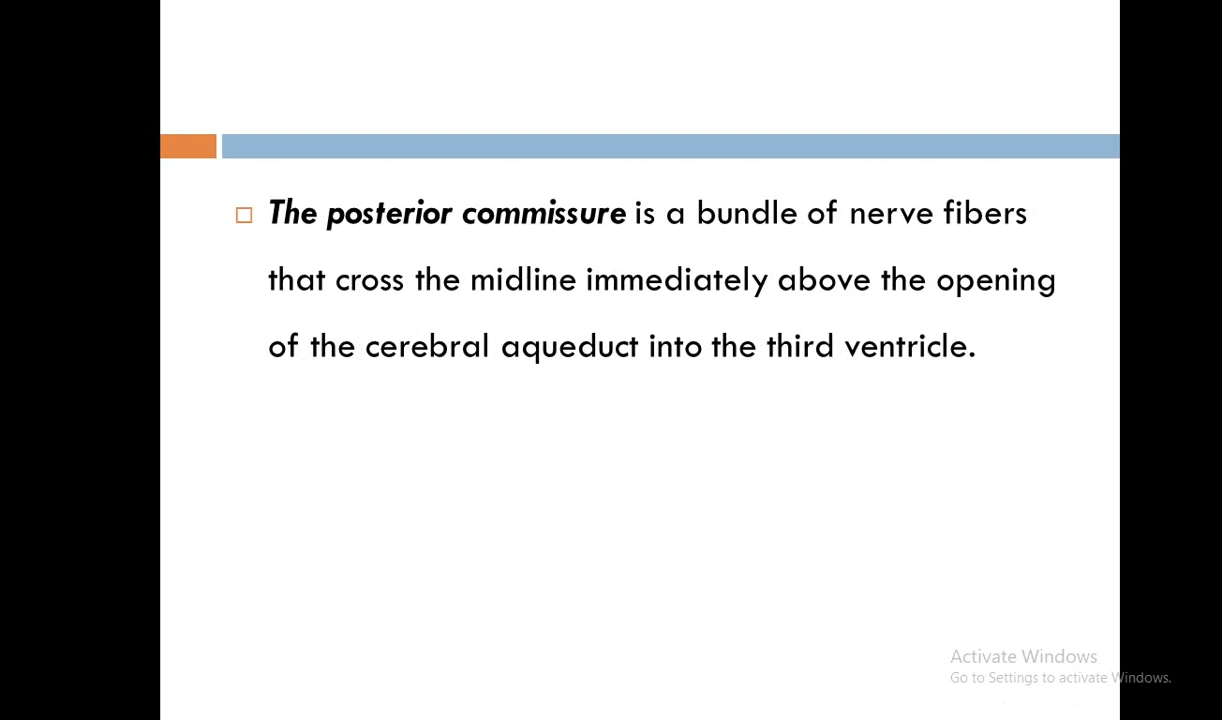 The posterior commissure is a bundle of nerve fibers
that cross the midline immediately above the opening
of the cerebral aqueduct into the third ventricle.
Activate Windows
Go to Settings to activate Windows.